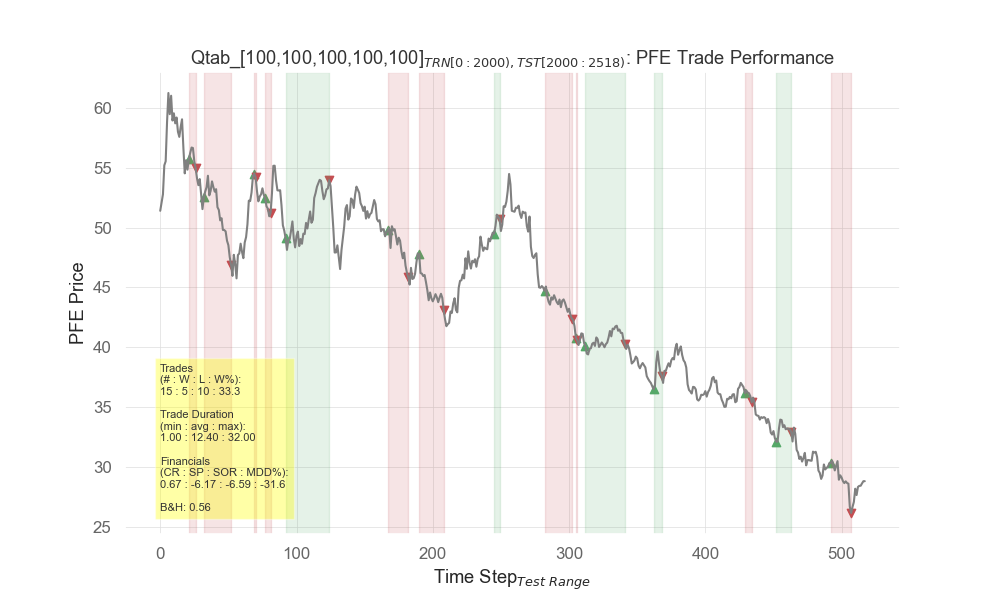 Qtab_[100,100,100,100,100]TRN[0 : 2000), TST[2000 : 2518): PFE Trade Performance
60
55
50
45
40
35
30
25
PFE Price
Trades
(# : W : L : W%):
15 : 5 : 10 : 33.3
Trade Duration
(min : avg : max):
1.00 : 12.40 : 32.00
Financials
(CR : SP : SOR : MDD%):
0.67 : -6.17 : -6.59 : -31.6
B&H: 0.56
0 100 200 300 400 500
Time StepTest Range